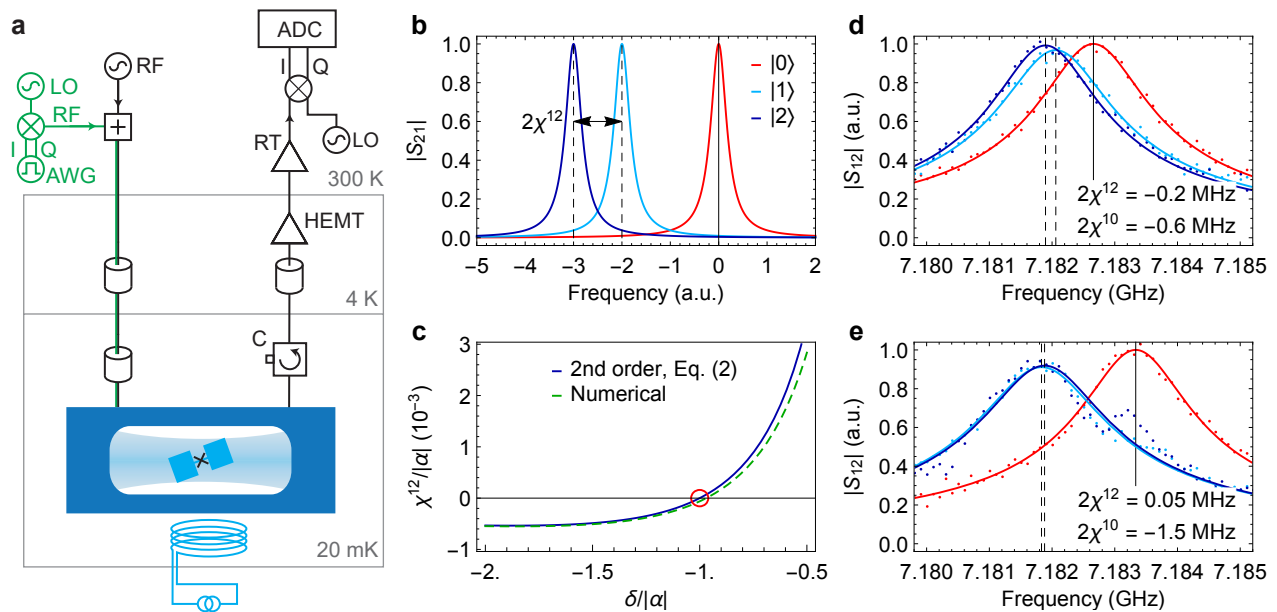 a
ADC
I
Q
RF
LO
RF
I
Q
AWG
RT
LO
300 K
HEMT
4 K
C
20 mK
b
|S₂₁|
1.0
0.8
0.6
0.4
0.2
0.0
2χ¹²
|0⟩
|1⟩
|2⟩
−5 −4 −3 −2 −1 0 1 2
Frequency (a.u.)
c
χ¹²/|α| (10⁻³)
3
2
1
0
−1
2nd order, Eq. (2)
Numerical
−2. −1.5 −1. −0.5
δ/|α|
d
|S₁₂| (a.u.)
1.0
0.8
0.6
0.4
0.2
0.0
2χ¹² = −0.2 MHz
2χ¹⁰ = −0.6 MHz
7.180 7.181 7.182 7.183 7.184 7.185
Frequency (GHz)
e
|S₁₂| (a.u.)
1.0
0.8
0.6
0.4
0.2
0.0
2χ¹² = 0.05 MHz
2χ¹⁰ = −1.5 MHz
7.180 7.181 7.182 7.183 7.184 7.185
Frequency (GHz)